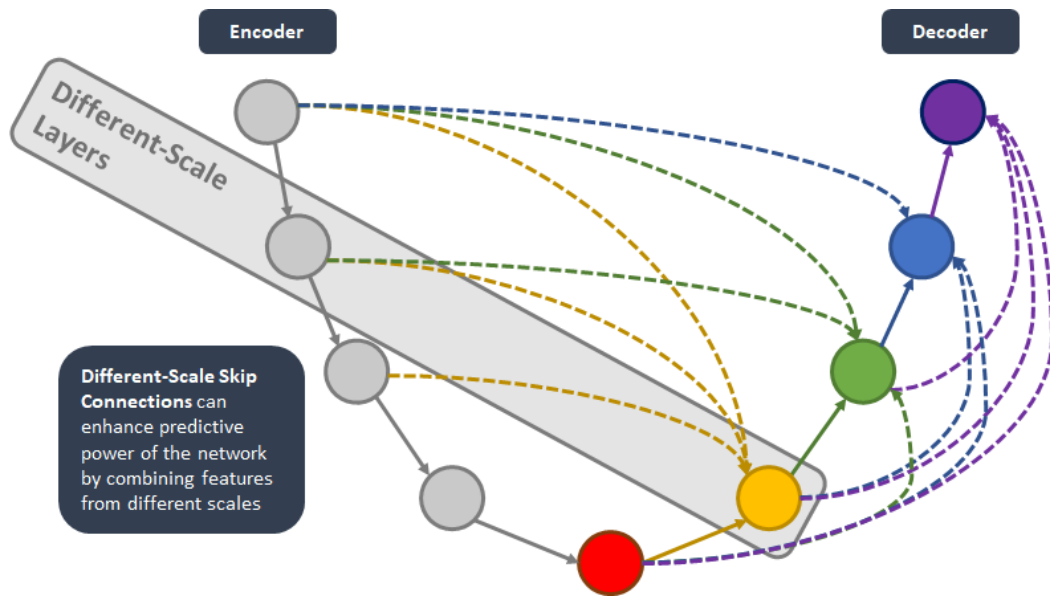 Encoder
Decoder
Different-Scale
Layers
Different-Scale Skip
Connections can
enhance predictive
power of the network
by combining features
from different scales